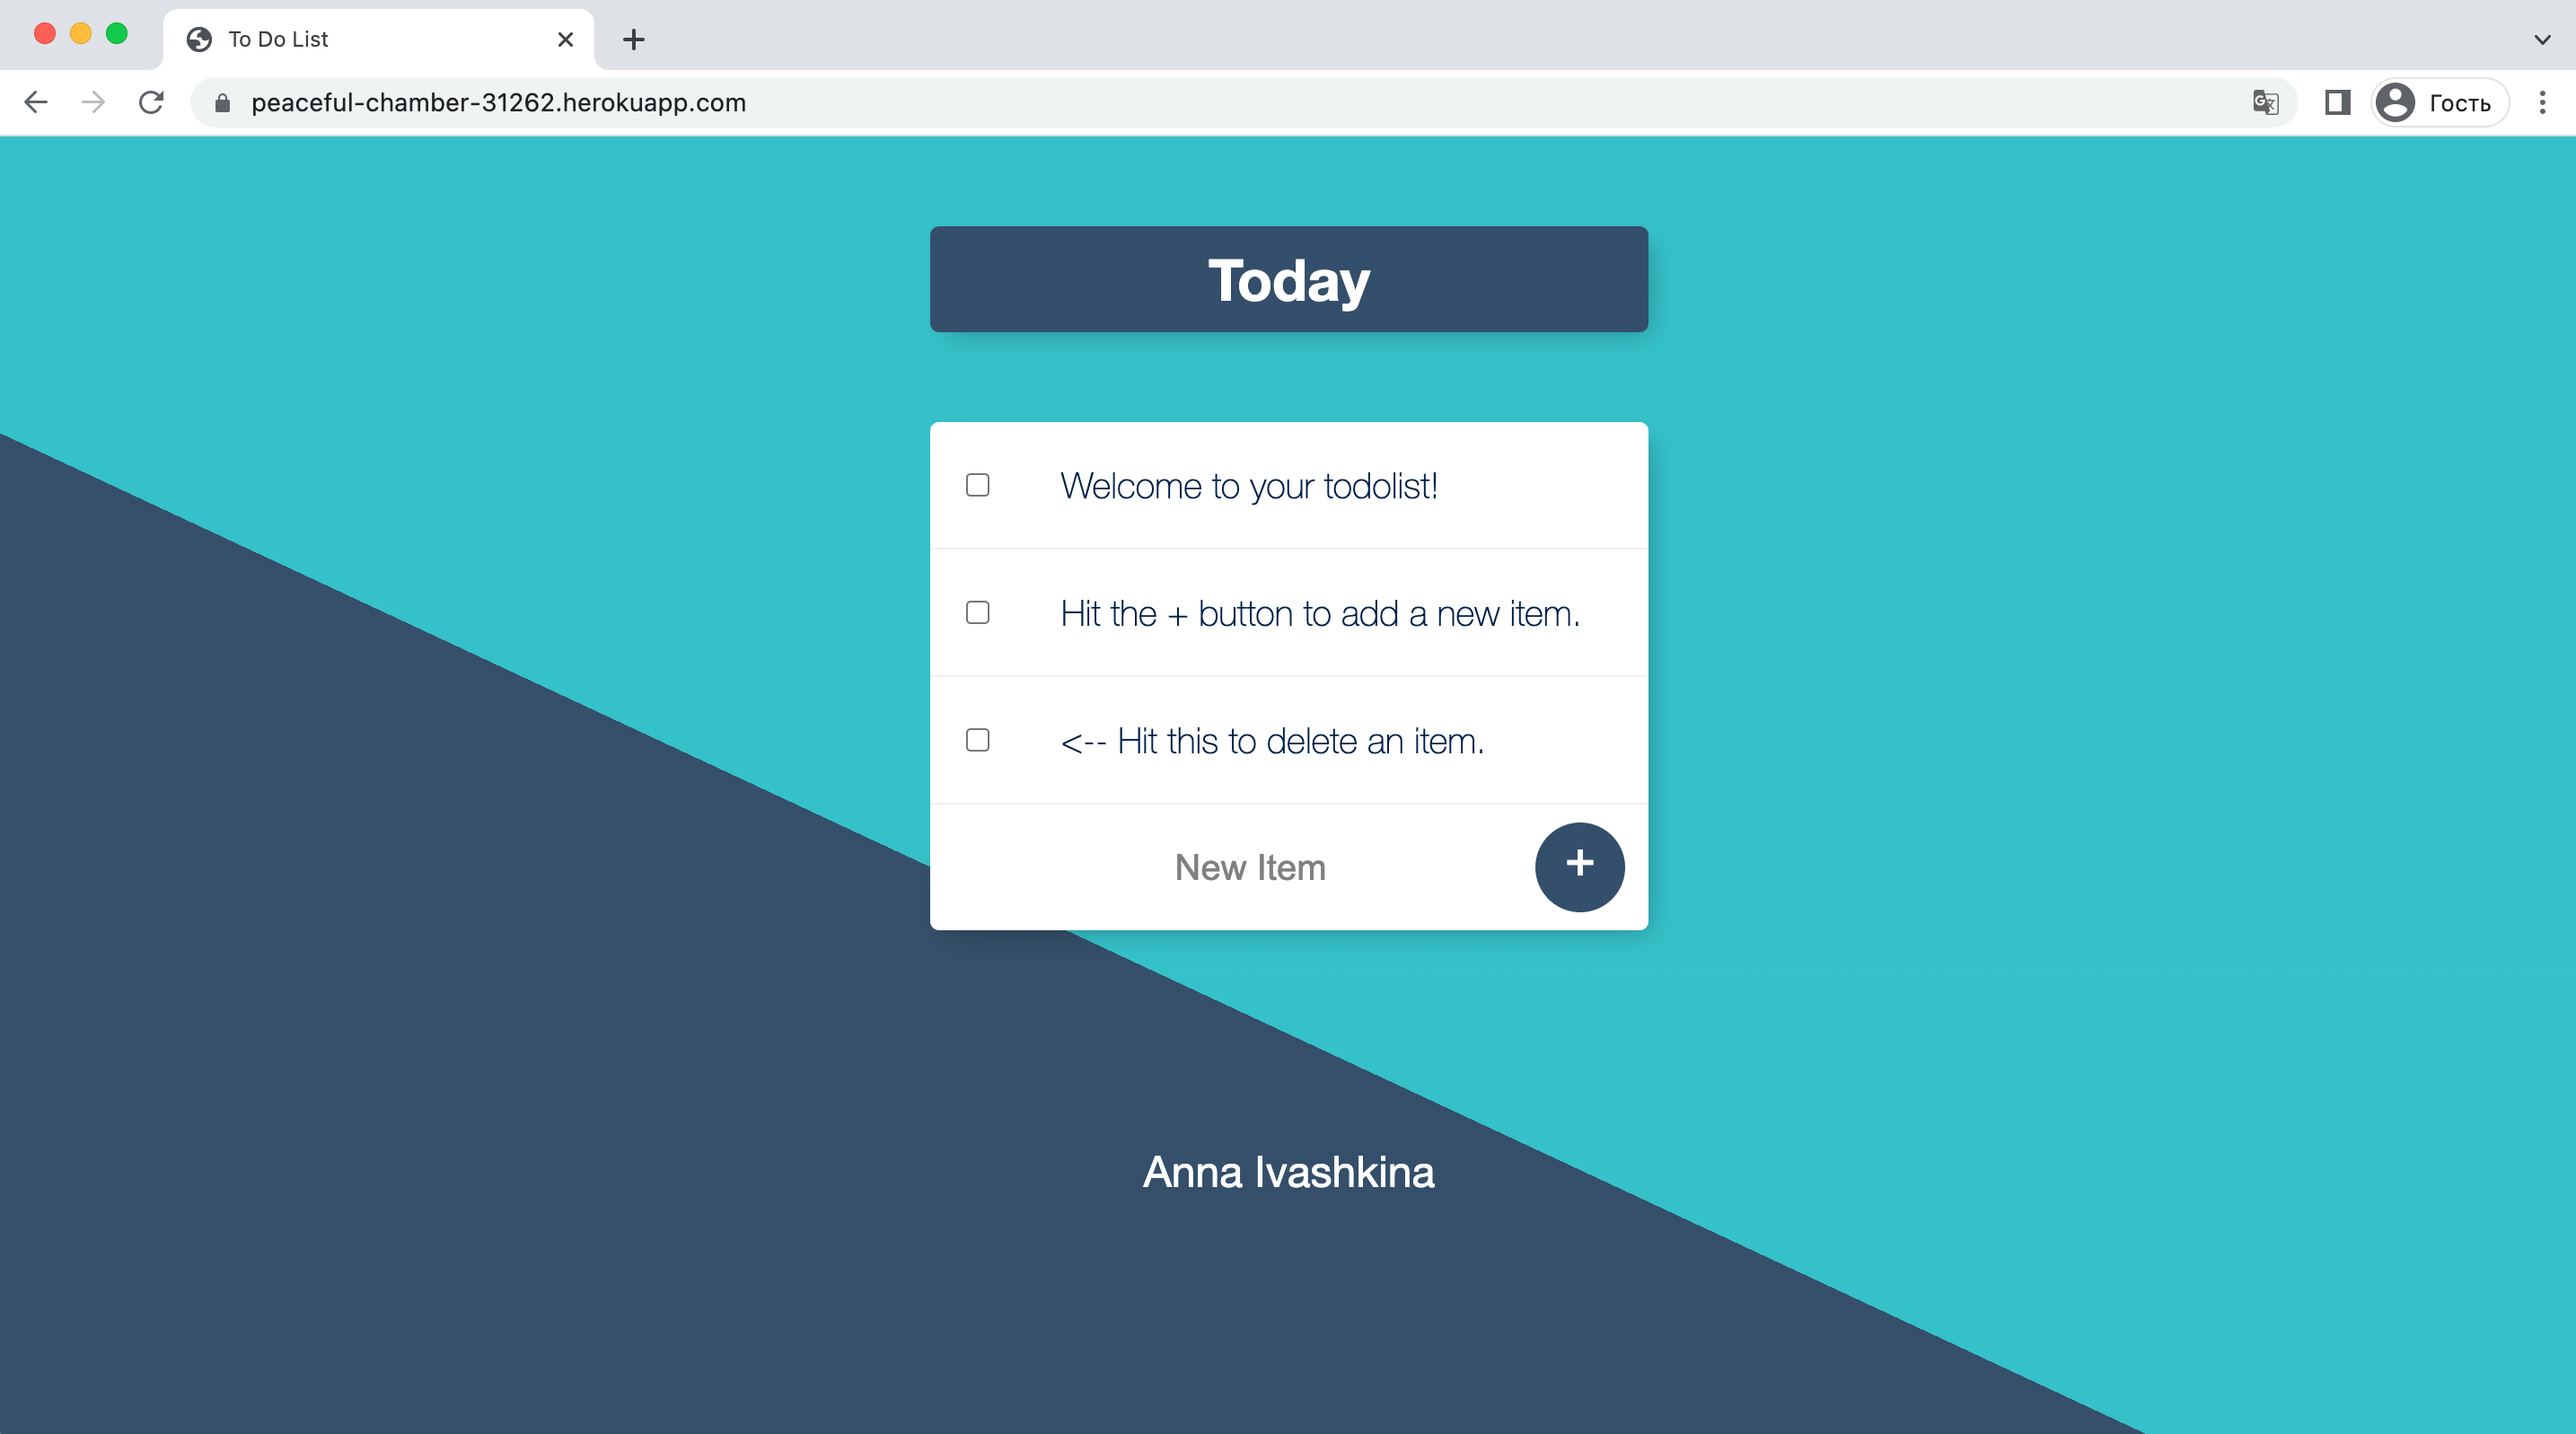 To Do List
peaceful-chamber-31262.herokuapp.com
Гость
Today
Welcome to your todolist!
Hit the + button to add a new item.
<-- Hit this to delete an item.
New Item
+
Anna Ivashkina